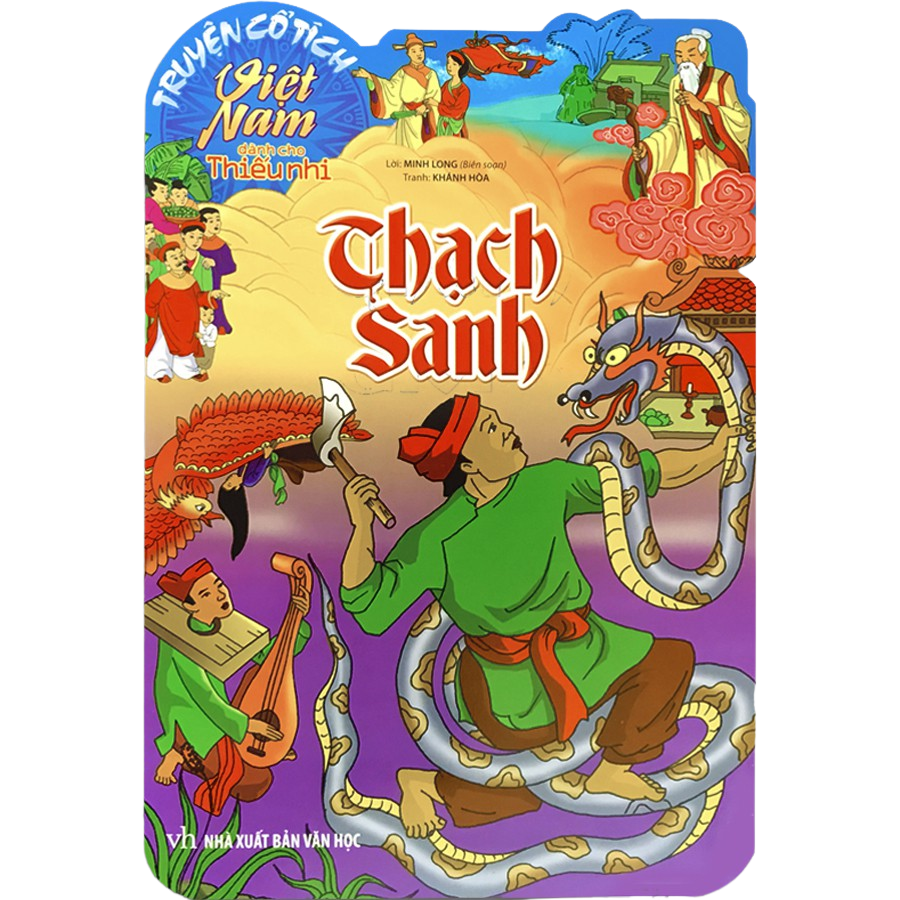 TRUYỆN CỔ TÍCH
Việt
Nam
dành cho
Thiếu nhi
Lời: MINH LONG (Biên soạn)
Tranh: KHÁNH HÒA
Thạch
Sanh
vh NHÀ XUẤT BẢN VĂN HỌC